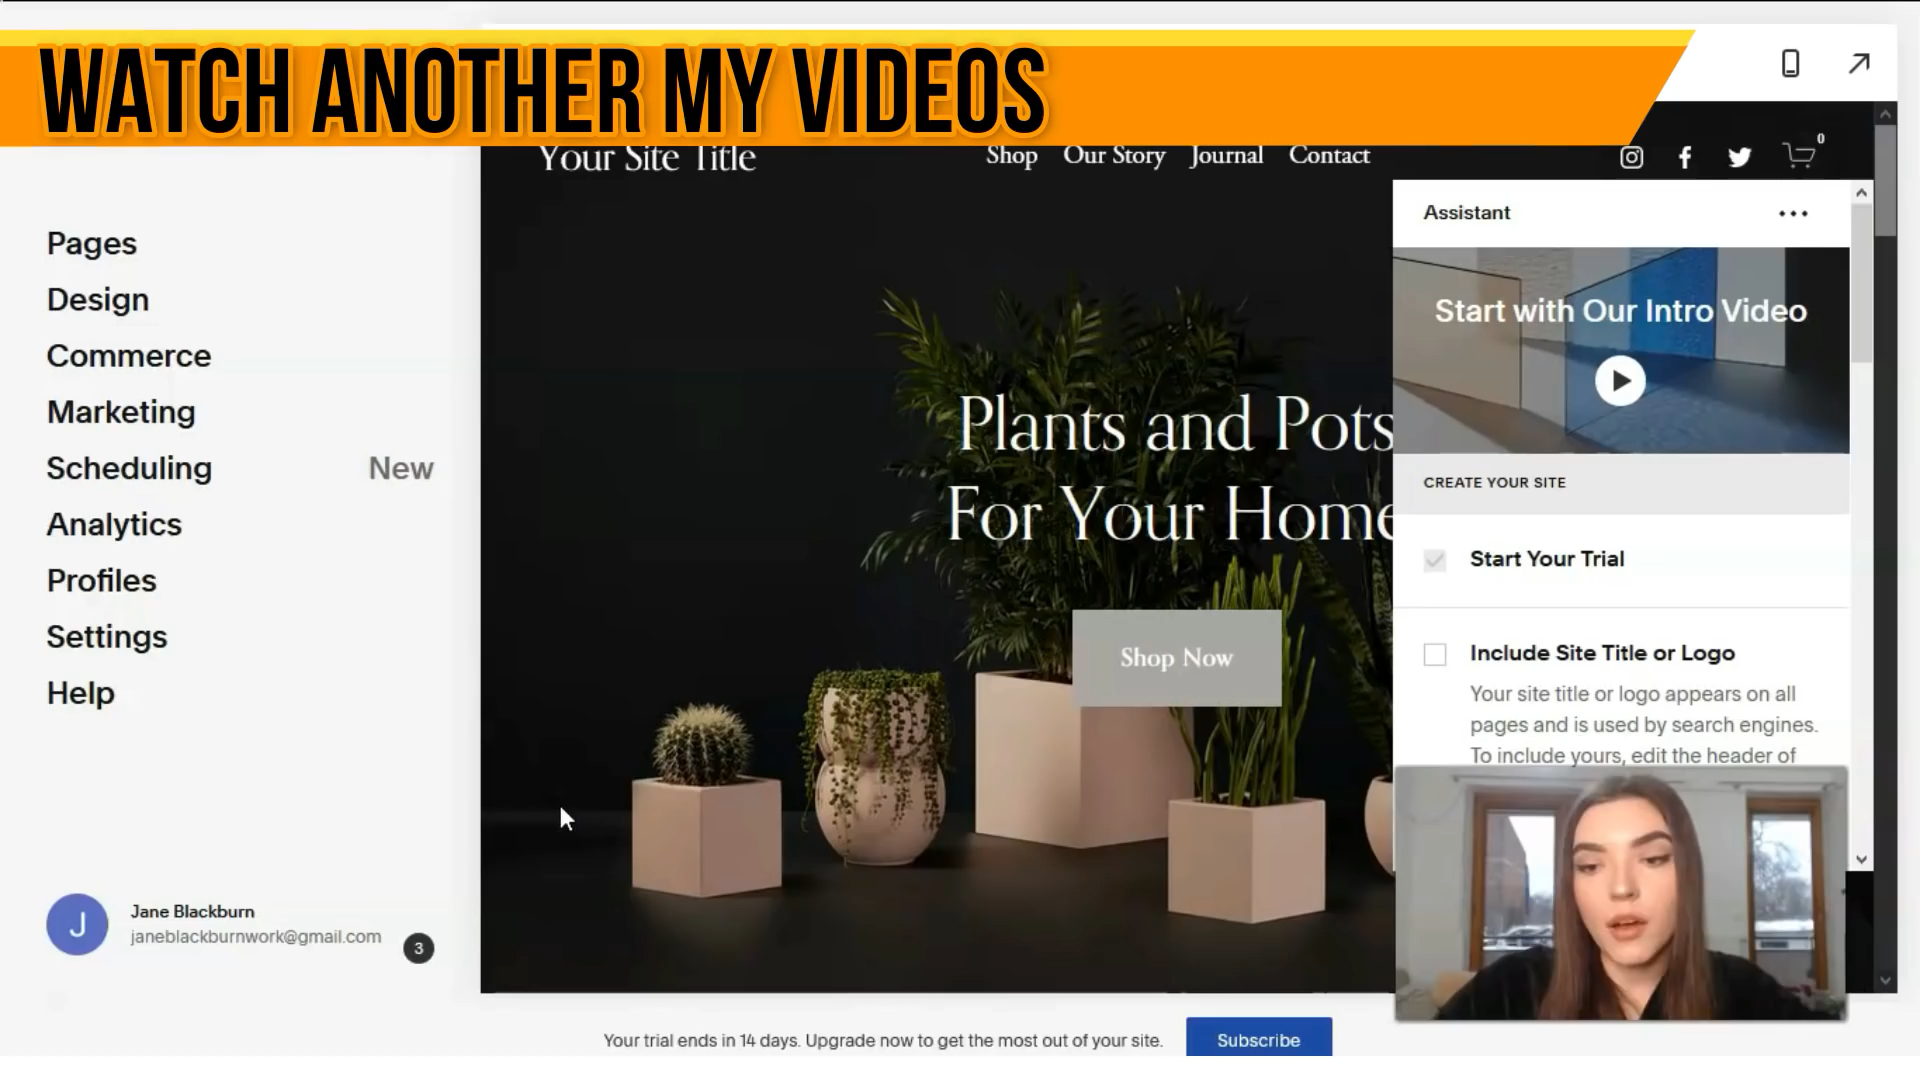 WATCH ANOTHER MY VIDEOS
Your Site Title
Shop Our Story Journal Contact
0
Pages
Design
Commerce
Marketing
Scheduling New
Analytics
Profiles
Settings
Help
Plants and Pots
For Your Home
Shop Now
Assistant
Start with Our Intro Video
CREATE YOUR SITE
Start Your Trial
Include Site Title or Logo
Your site title or logo appears on all
pages and is used by search engines.
To include yours, edit the header of
J
Jane Blackburn
janeblackburnwork@gmail.com
3
Your trial ends in 14 days. Upgrade now to get the most out of your site.
Subscribe